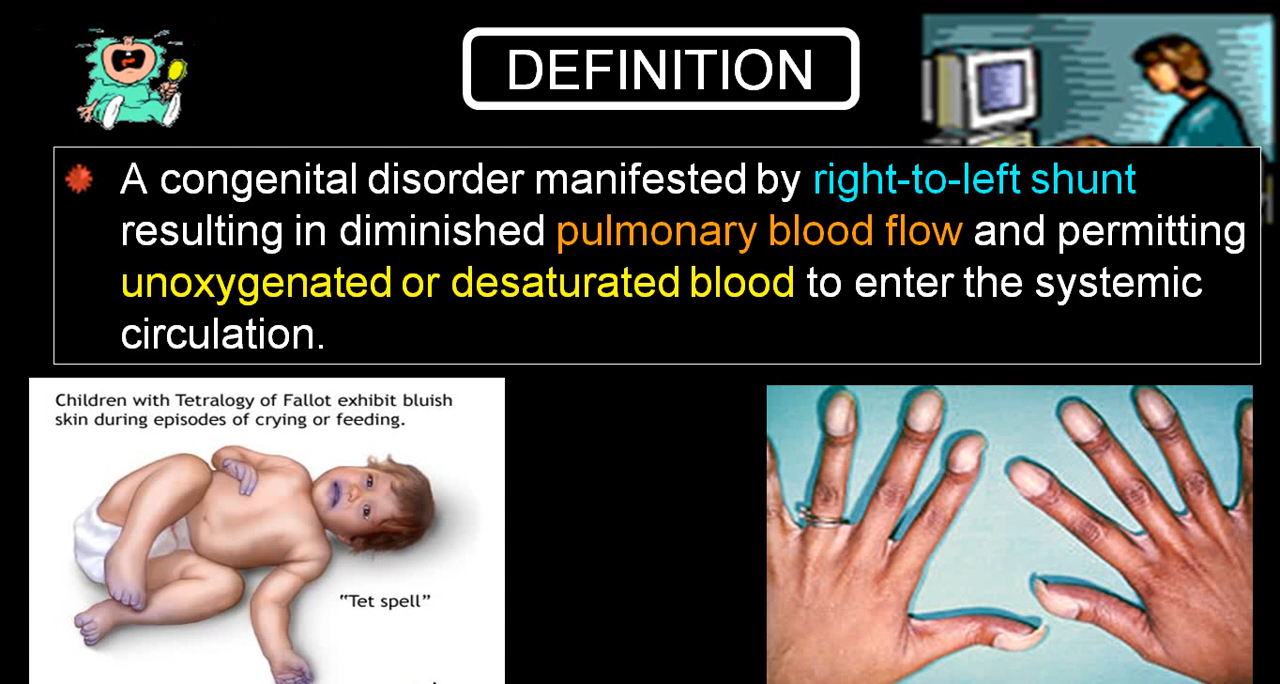 DEFINITION
A congenital disorder manifested by right-to-left shunt
resulting in diminished pulmonary blood flow and permitting
unoxygenated or desaturated blood to enter the systemic
circulation.
Children with Tetralogy of Fallot exhibit bluish
skin during episodes of crying or feeding.
“Tet spell”